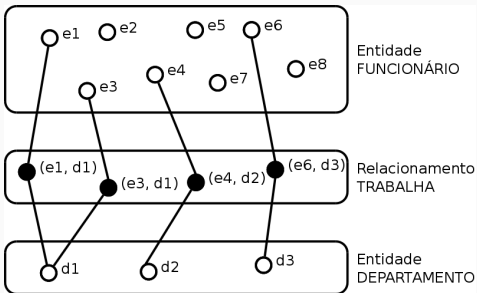 e1
e2
e5
e6
e3
e4
e7
e8
Entidade
FUNCIONÁRIO
(e1, d1)
(e3, d1)
(e4, d2)
(e6, d3)
Relacionamento
TRABALHA
d1
d2
d3
Entidade
DEPARTAMENTO